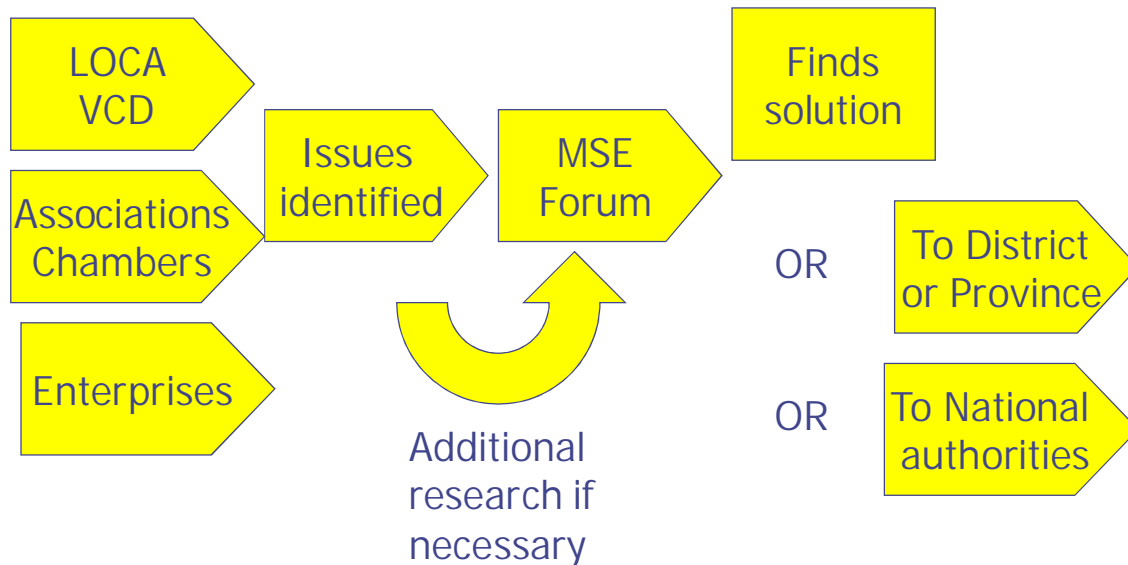 LOCA
VCD
Associations
Chambers
Enterprises
Issues
identified
MSE
Forum
Additional
research if
necessary
Finds
solution
OR
To District
or Province
OR
To National
authorities